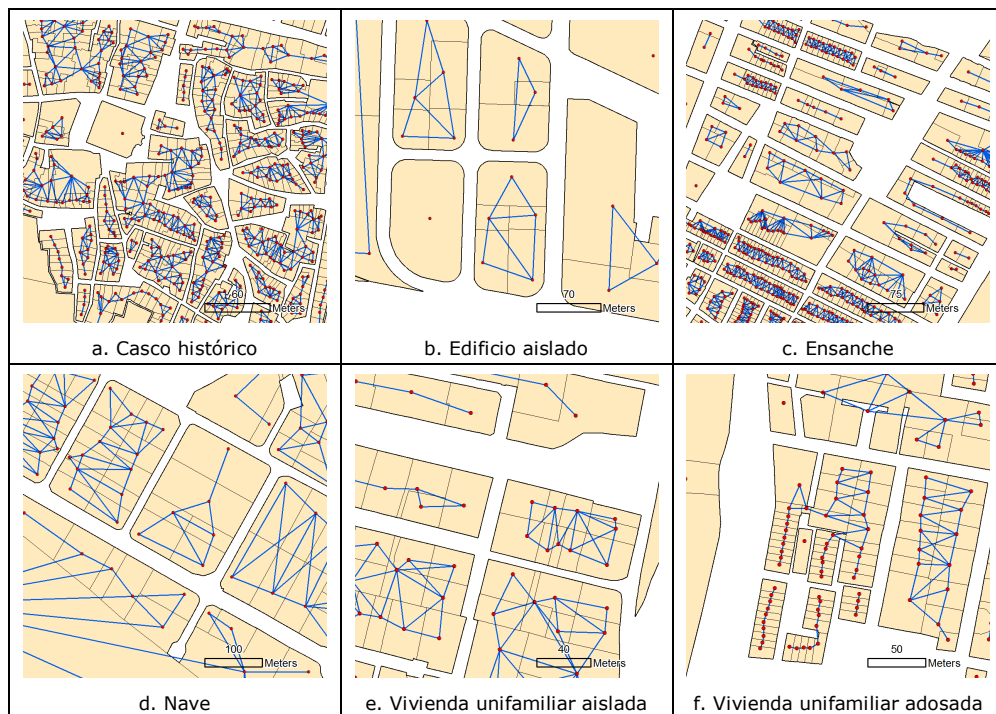 60
Meters
a. Casco histórico
70
Meters
b. Edificio aislado
75
Meters
c. Ensanche
100
Meters
d. Nave
40
Meters
e. Vivienda unifamiliar aislada
50
Meters
f. Vivienda unifamiliar adosada